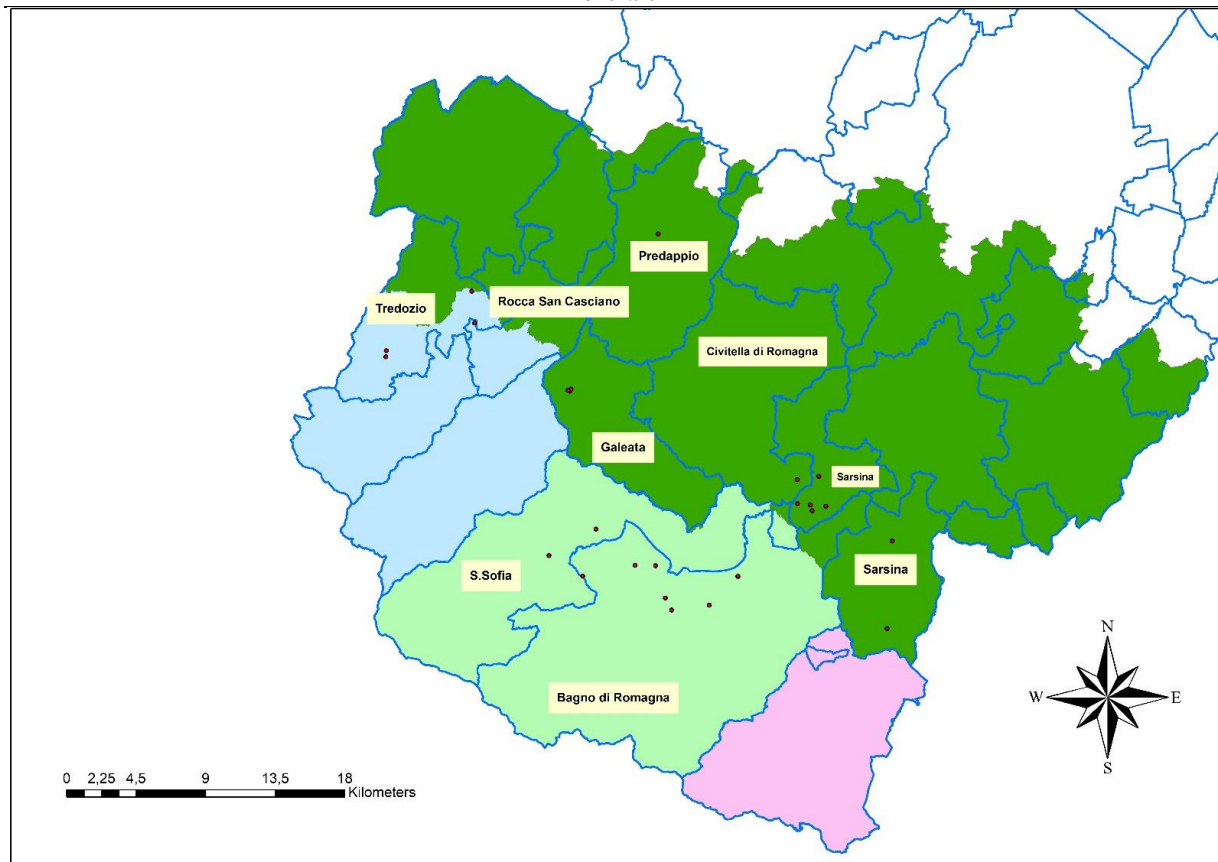 Predappio
Rocca San Casciano
Tredozio
Civitella di Romagna
Galeata
Sarsina
S.Sofia
Sarsina
Bagno di Romagna
N
W E
S
0 2,25 4,5 9 13,5 18
Kilometers